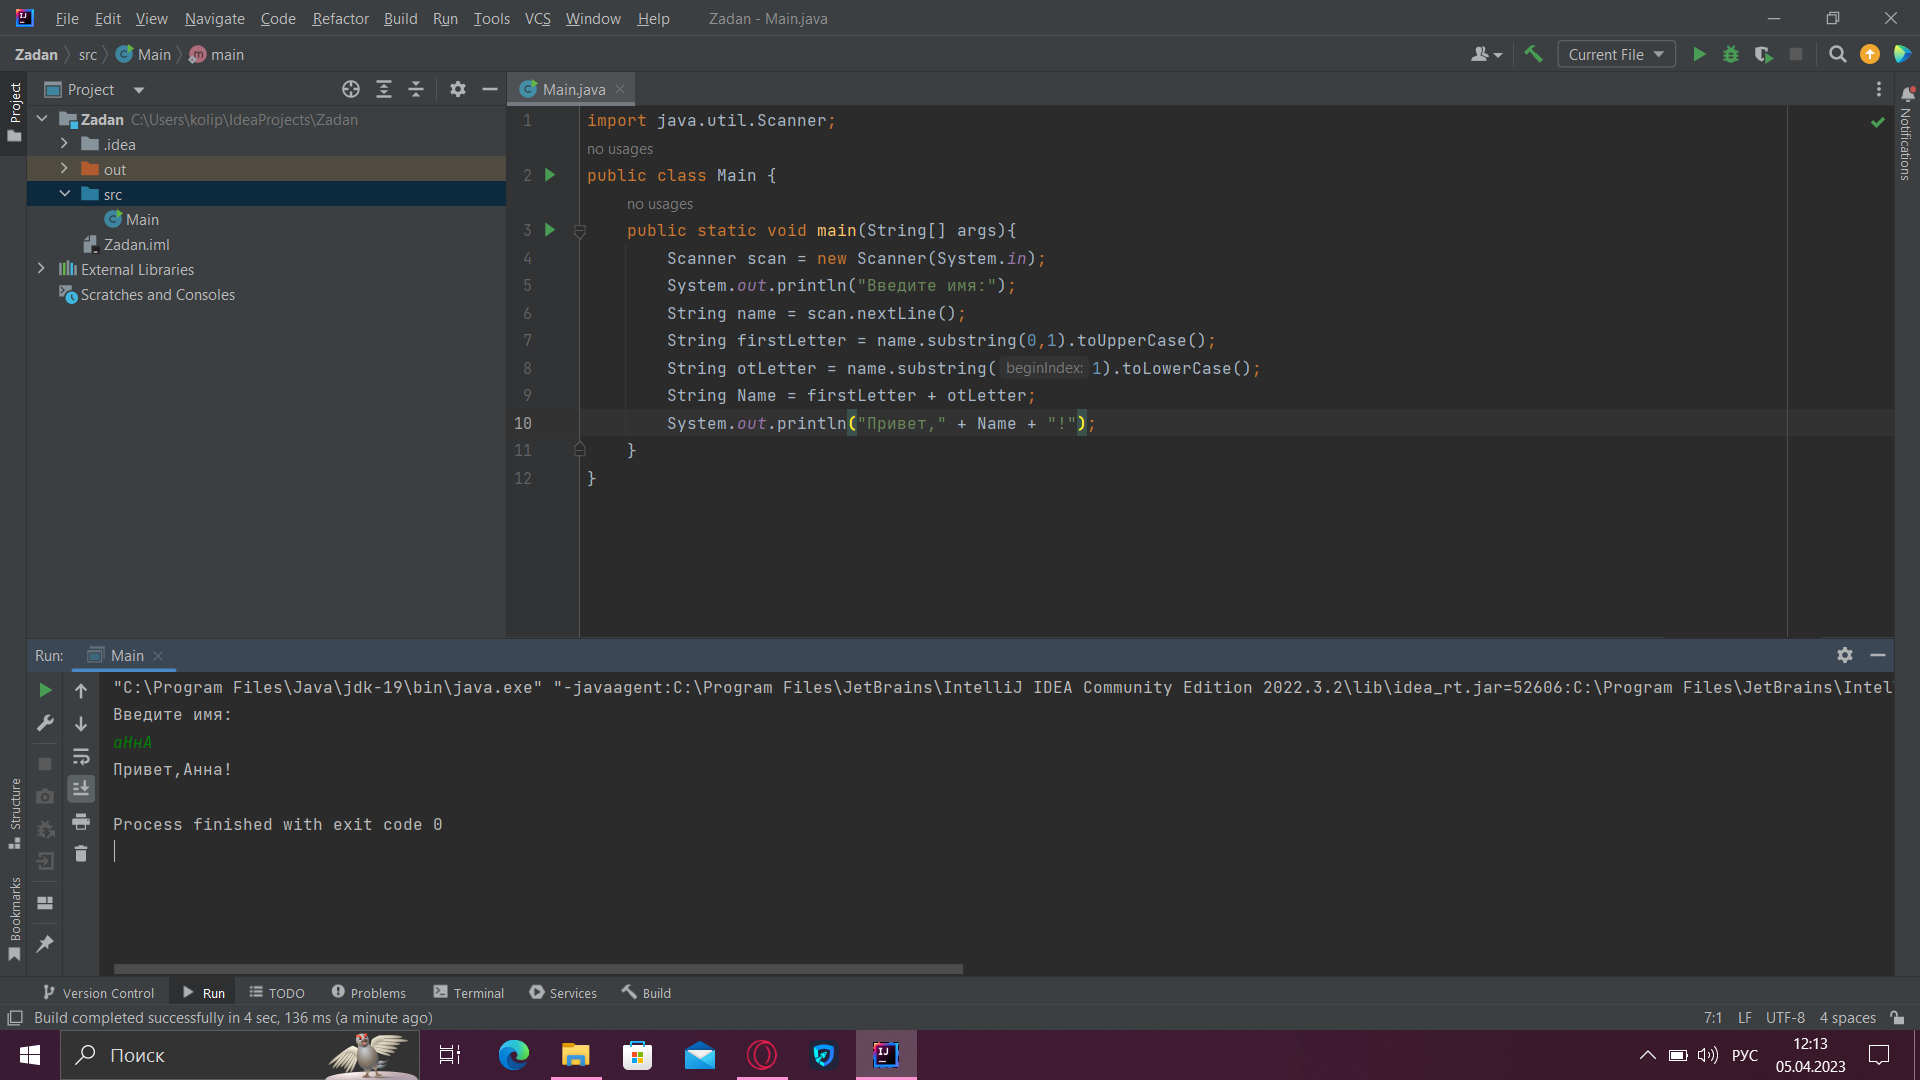 File Edit View Navigate Code Refactor Build Run Tools VCS Window Help Zadan - Main.java
Zadan src Main main
Current File
Project
Main.java
Project
Notifications
Zadan C:\Users\kolip\IdeaProjects\Zadan
.idea
out
src
Main
Zadan.iml
External Libraries
Scratches and Consoles
1 import java.util.Scanner;
no usages
2 public class Main {
no usages
3 public static void main(String[] args){
4 Scanner scan = new Scanner(System.in);
5 System.out.println("Введите имя:");
6 String name = scan.nextLine();
7 String firstLetter = name.substring(0,1).toUpperCase();
8 String otLetter = name.substring( beginIndex: 1).toLowerCase();
9 String Name = firstLetter + otLetter;
10 System.out.println("Привет," + Name + "!");
11 }
12 }
Run: Main
"C:\Program Files\Java\jdk-19\bin\java.exe" "-javaagent:C:\Program Files\JetBrains\IntelliJ IDEA Community Edition 2022.3.2\lib\idea_rt.jar=52606:C:\Program Files\JetBrains\Intel
Введите имя:
аНнА
Привет,Анна!
Process finished with exit code 0
Structure
Bookmarks
Version Control Run TODO Problems Terminal Services Build
Build completed successfully in 4 sec, 136 ms (a minute ago)
7:1 LF UTF-8 4 spaces
Поиск
РУС
12:13
05.04.2023